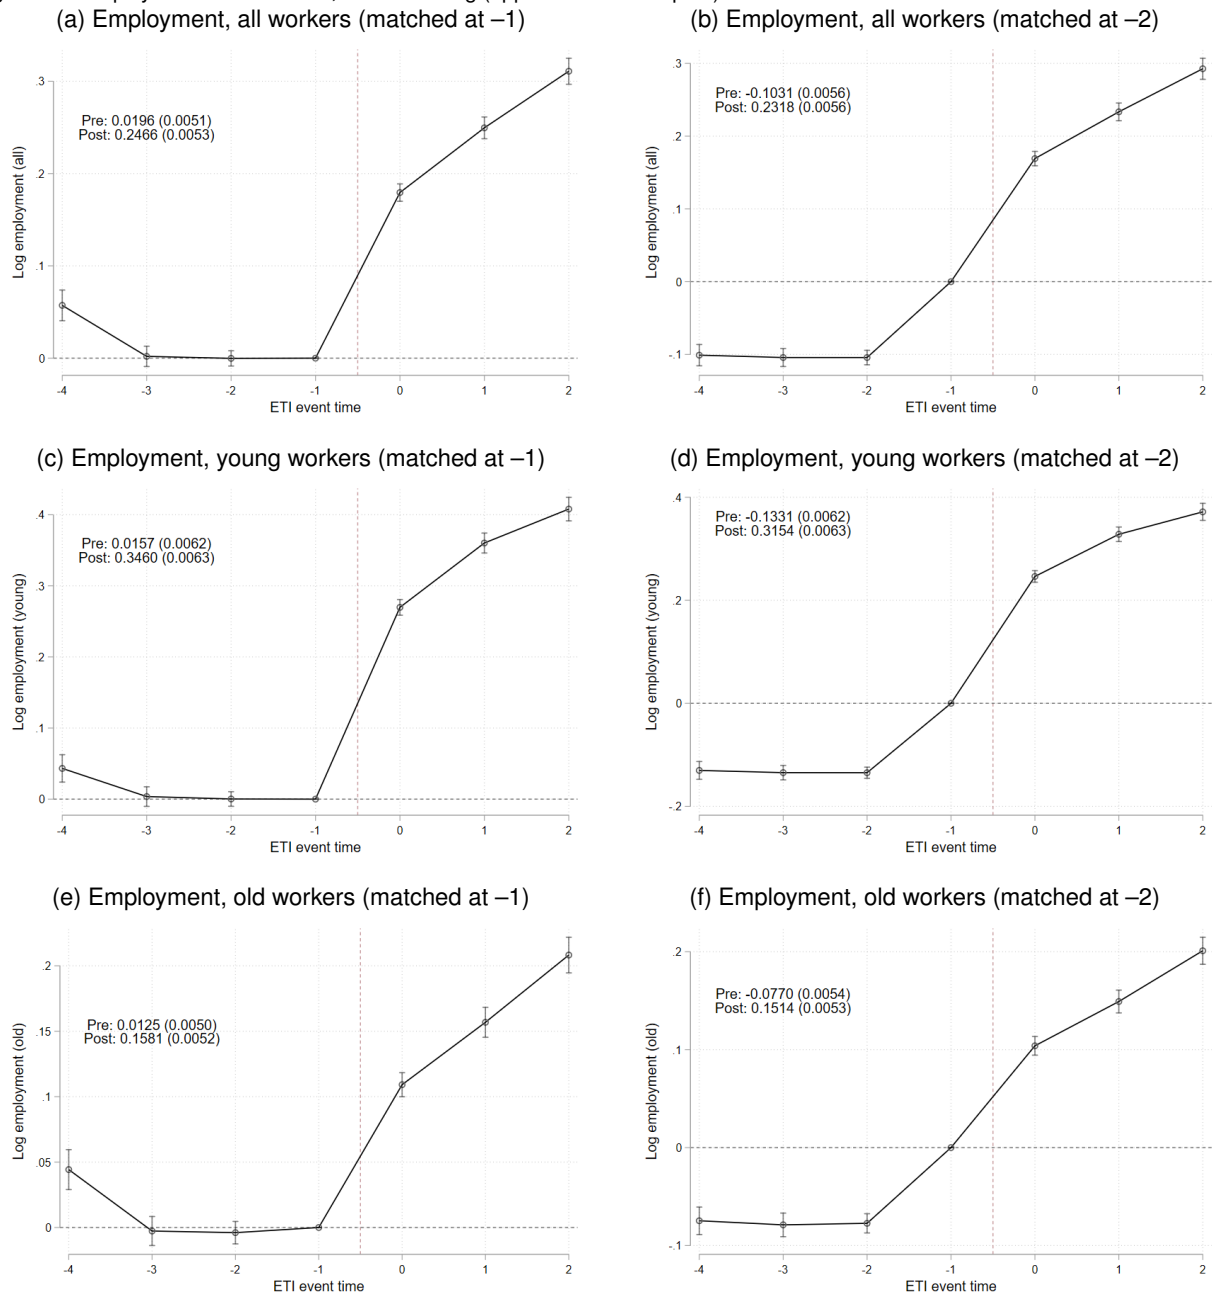 (a) Employment, all workers (matched at –1)
Log employment (all)
.3
.2
.1
0
Pre: 0.0196 (0.0051)
Post: 0.2466 (0.0053)
-4 -3 -2 -1 0 1 2
ETI event time
(b) Employment, all workers (matched at –2)
Log employment (all)
.3
.2
.1
0
-.1
Pre: -0.1031 (0.0056)
Post: 0.2318 (0.0056)
-4 -3 -2 -1 0 1 2
ETI event time
(c) Employment, young workers (matched at –1)
Log employment (young)
.4
.3
.2
.1
0
Pre: 0.0157 (0.0062)
Post: 0.3460 (0.0063)
-4 -3 -2 -1 0 1 2
ETI event time
(d) Employment, young workers (matched at –2)
Log employment (young)
.4
.2
0
-.2
Pre: -0.1331 (0.0062)
Post: 0.3154 (0.0063)
-4 -3 -2 -1 0 1 2
ETI event time
(e) Employment, old workers (matched at –1)
Log employment (old)
.2
.15
.1
.05
0
Pre: 0.0125 (0.0050)
Post: 0.1581 (0.0052)
-4 -3 -2 -1 0 1 2
ETI event time
(f) Employment, old workers (matched at –2)
Log employment (old)
.2
.1
0
-.1
Pre: -0.0770 (0.0054)
Post: 0.1514 (0.0053)
-4 -3 -2 -1 0 1 2
ETI event time